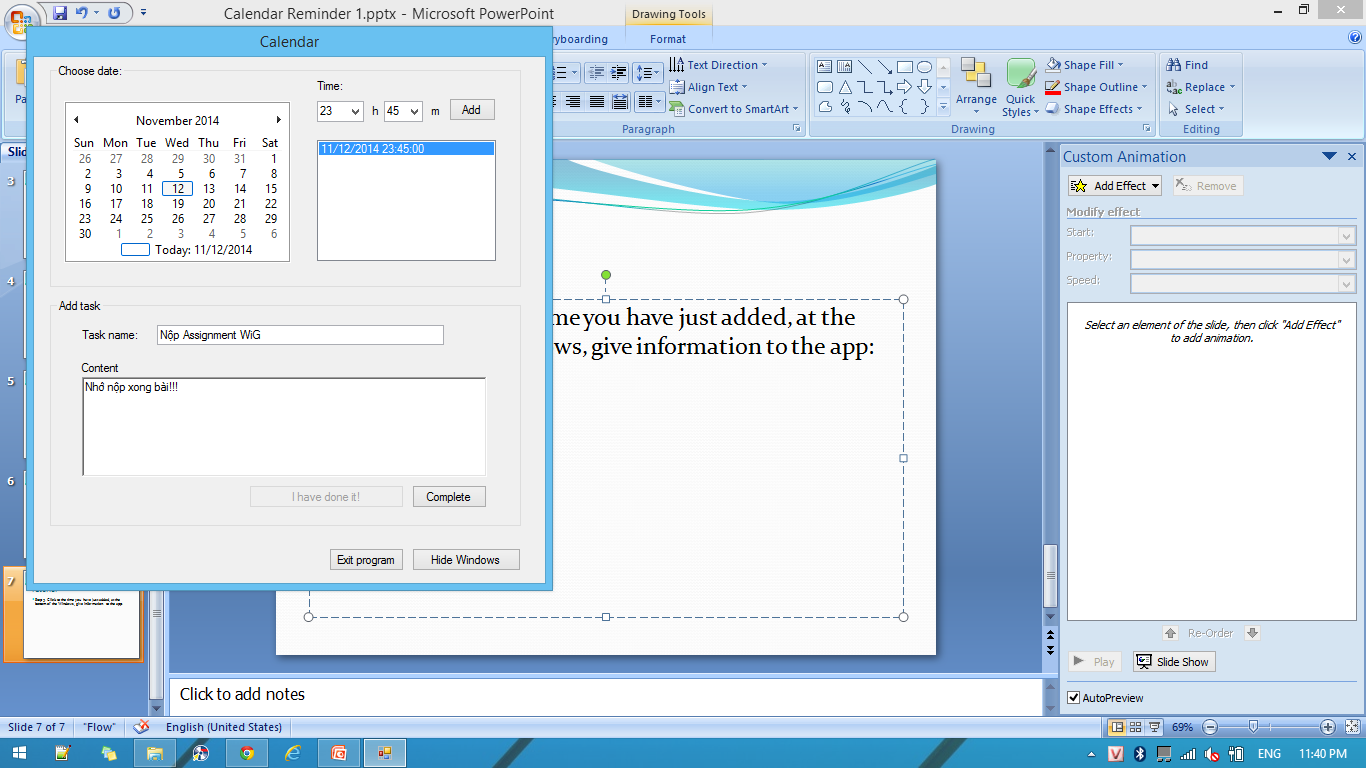 Calendar Reminder 1.pptx - Microsoft PowerPoint
Drawing Tools
Format
Text Direction
Align Text
Convert to SmartArt
Paragraph
Arrange
Quick
Styles
Shape Fill
Shape Outline
Shape Effects
Drawing
Find
Replace
Select
Editing
Calendar
Choose date:
November 2014
Sun Mon Tue Wed Thu Fri Sat
26 27 28 29 30 31 1
2 3 4 5 6 7 8
9 10 11 12 13 14 15
16 17 18 19 20 21 22
23 24 25 26 27 28 29
30 1 2 3 4 5 6
Today: 11/12/2014
Time:
23 h 45 m Add
11/12/2014 23:45:00
Add task
Task name: Nộp Assignment WiG
Content
Nhớ nộp xong bài!!!
I have done it!
Complete
Exit program
Hide Windows
3
4
5
6
7
me you have just added, at the
ws, give information to the app:
Click to add notes
Custom Animation
Add Effect
Remove
Modify effect
Start:
Property:
Speed:
Select an element of the slide, then click "Add Effect"
to add animation.
Re-Order
Play
Slide Show
AutoPreview
Slide 7 of 7
"Flow"
English (United States)
69%
ENG
11:40 PM